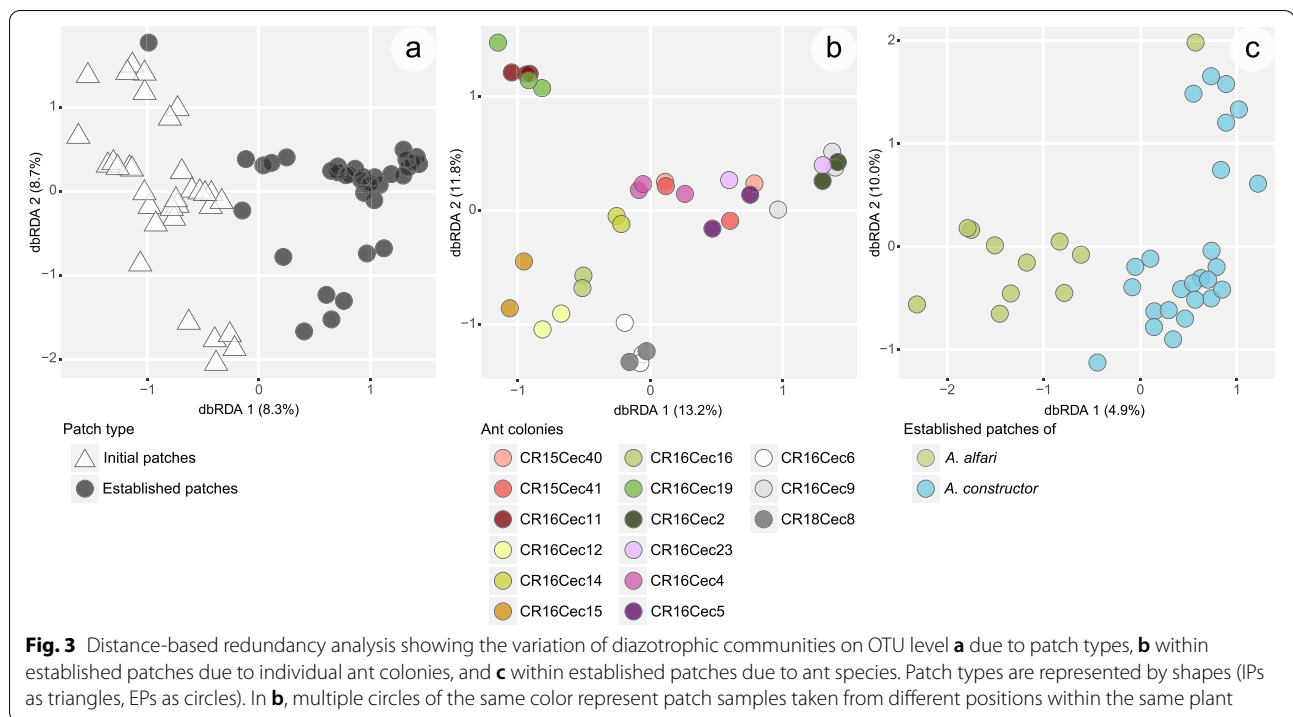 a
b
c
dbRDA 2 (8.7%)
1
0
−1
−2
−1
0
1
dbRDA 1 (8.3%)
dbRDA 2 (11.8%)
1
0
−1
−1
0
1
dbRDA 1 (13.2%)
dbRDA 2 (10.0%)
2
1
0
−1
−2
−1
0
1
dbRDA 1 (4.9%)
Patch type
Initial patches
Established patches
Ant colonies
CR15Cec40
CR15Cec41
CR16Cec11
CR16Cec12
CR16Cec14
CR16Cec15
CR16Cec16
CR16Cec19
CR16Cec2
CR16Cec23
CR16Cec4
CR16Cec5
CR16Cec6
CR16Cec9
CR18Cec8
Established patches of
A. alfari
A. constructor
Fig. 3 Distance-based redundancy analysis showing the variation of diazotrophic communities on OTU level a due to patch types, b within
established patches due to individual ant colonies, and c within established patches due to ant species. Patch types are represented by shapes (IPs
as triangles, EPs as circles). In b, multiple circles of the same color represent patch samples taken from different positions within the same plant